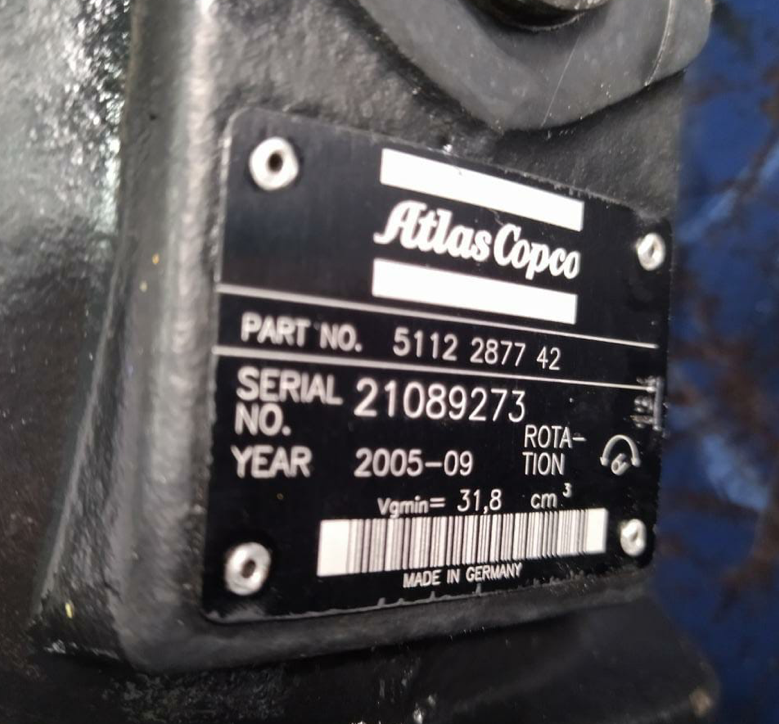 Atlas Copco
PART NO. 5112 2877 42
SERIAL NO. 21089273
YEAR 2005-09
ROTA-
TION
Vgmin= 31,8 cm³
MADE IN GERMANY